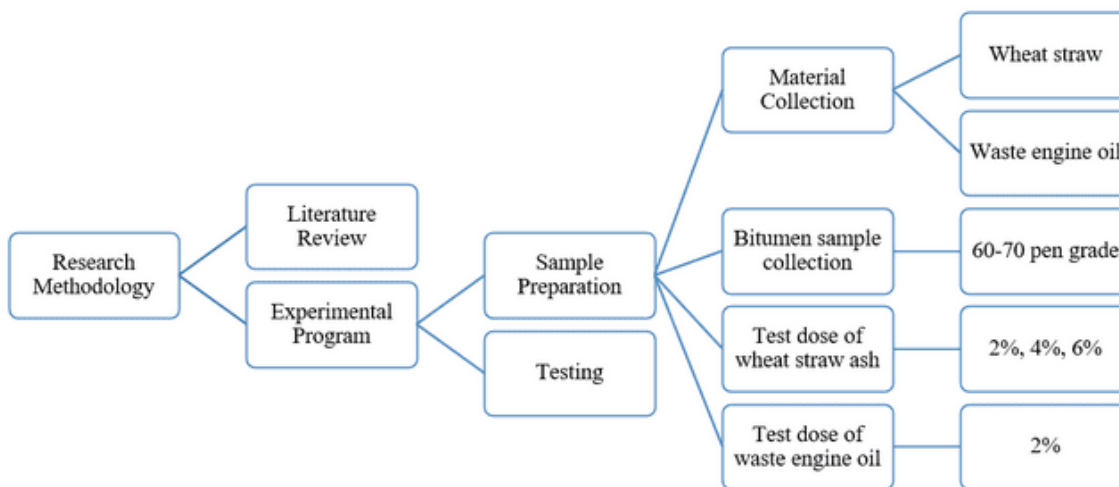 Research
Methodology
Literature
Review
Experimental
Program
Sample
Preparation
Testing
Material
Collection
Wheat straw
Waste engine oil
Bitumen sample
collection
60-70 pen grade
Test dose of
wheat straw ash
2%, 4%, 6%
Test dose of
waste engine oil
2%